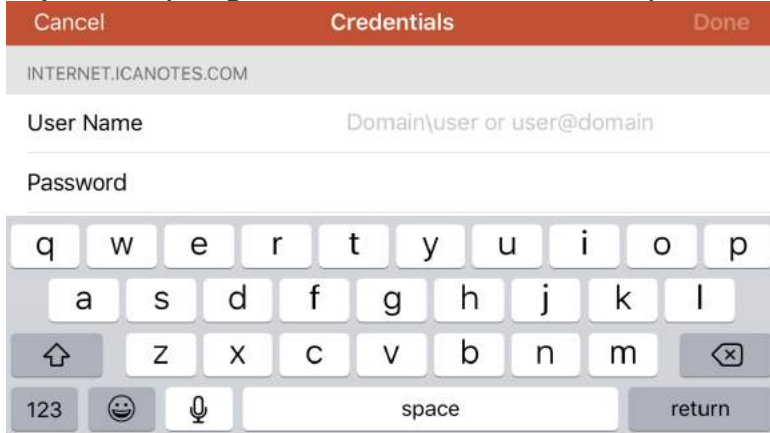 Cancel Credentials Done
INTERNET.ICANOTES.COM
User Name Domain\user or user@domain
Password
q w e r t y u i o p
a s d f g h j k l
z x c v b n m
123 space return